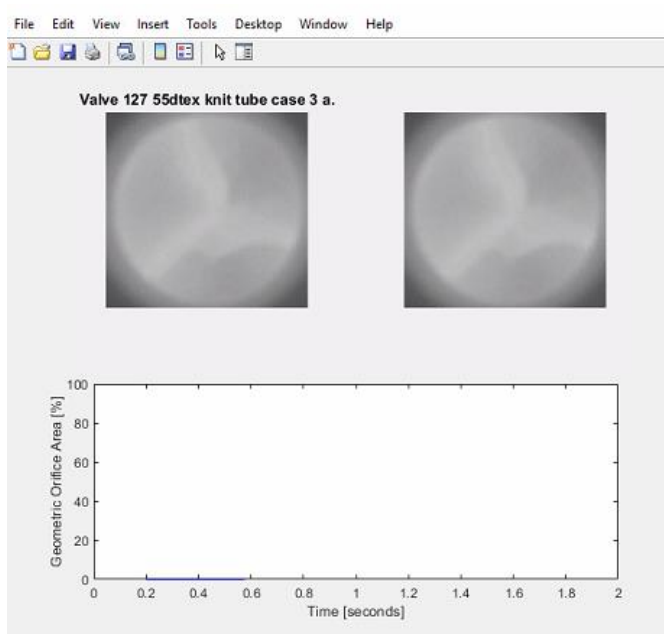 File Edit View Insert Tools Desktop Window Help
Valve 127 55dtex knit tube case 3 a.
100
80
60
40
20
0
Geometric Orifice Area [%]
0 0.2 0.4 0.6 0.8 1 1.2 1.4 1.6 1.8 2
Time [seconds]